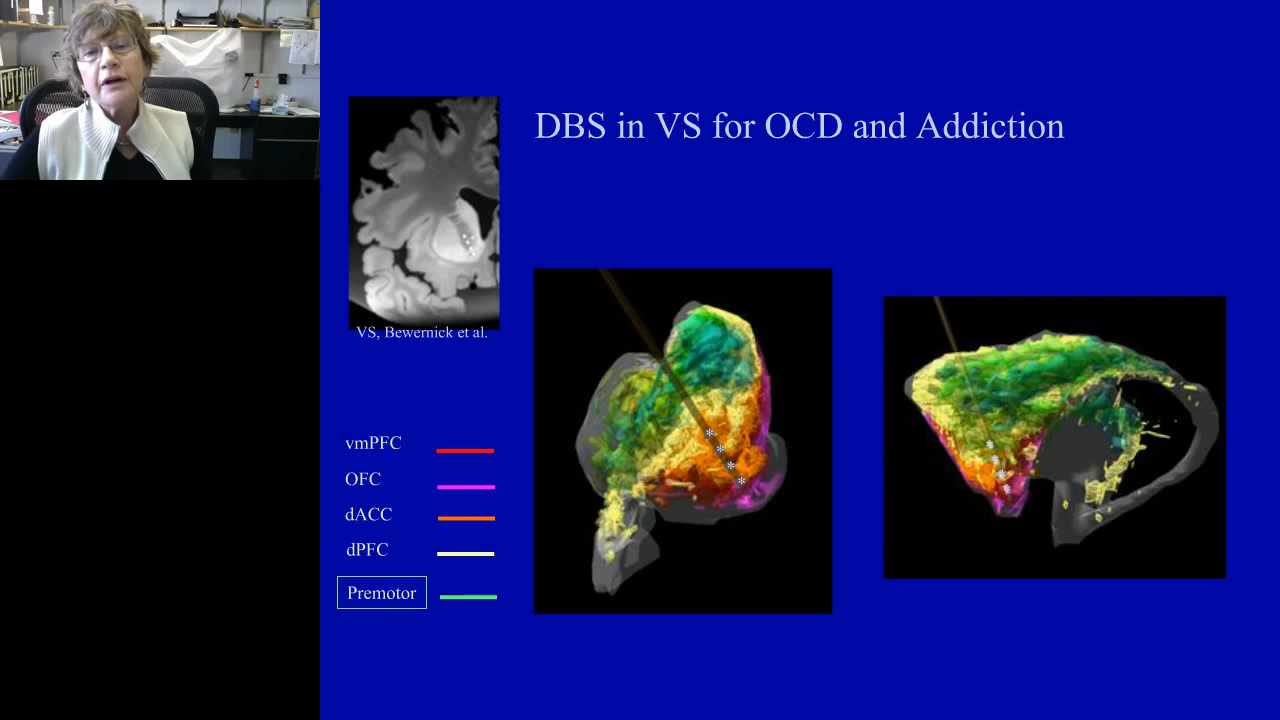 DBS in VS for OCD and Addiction
VS, Bewernick et al.
vmPFC
OFC
dACC
dPFC
Premotor